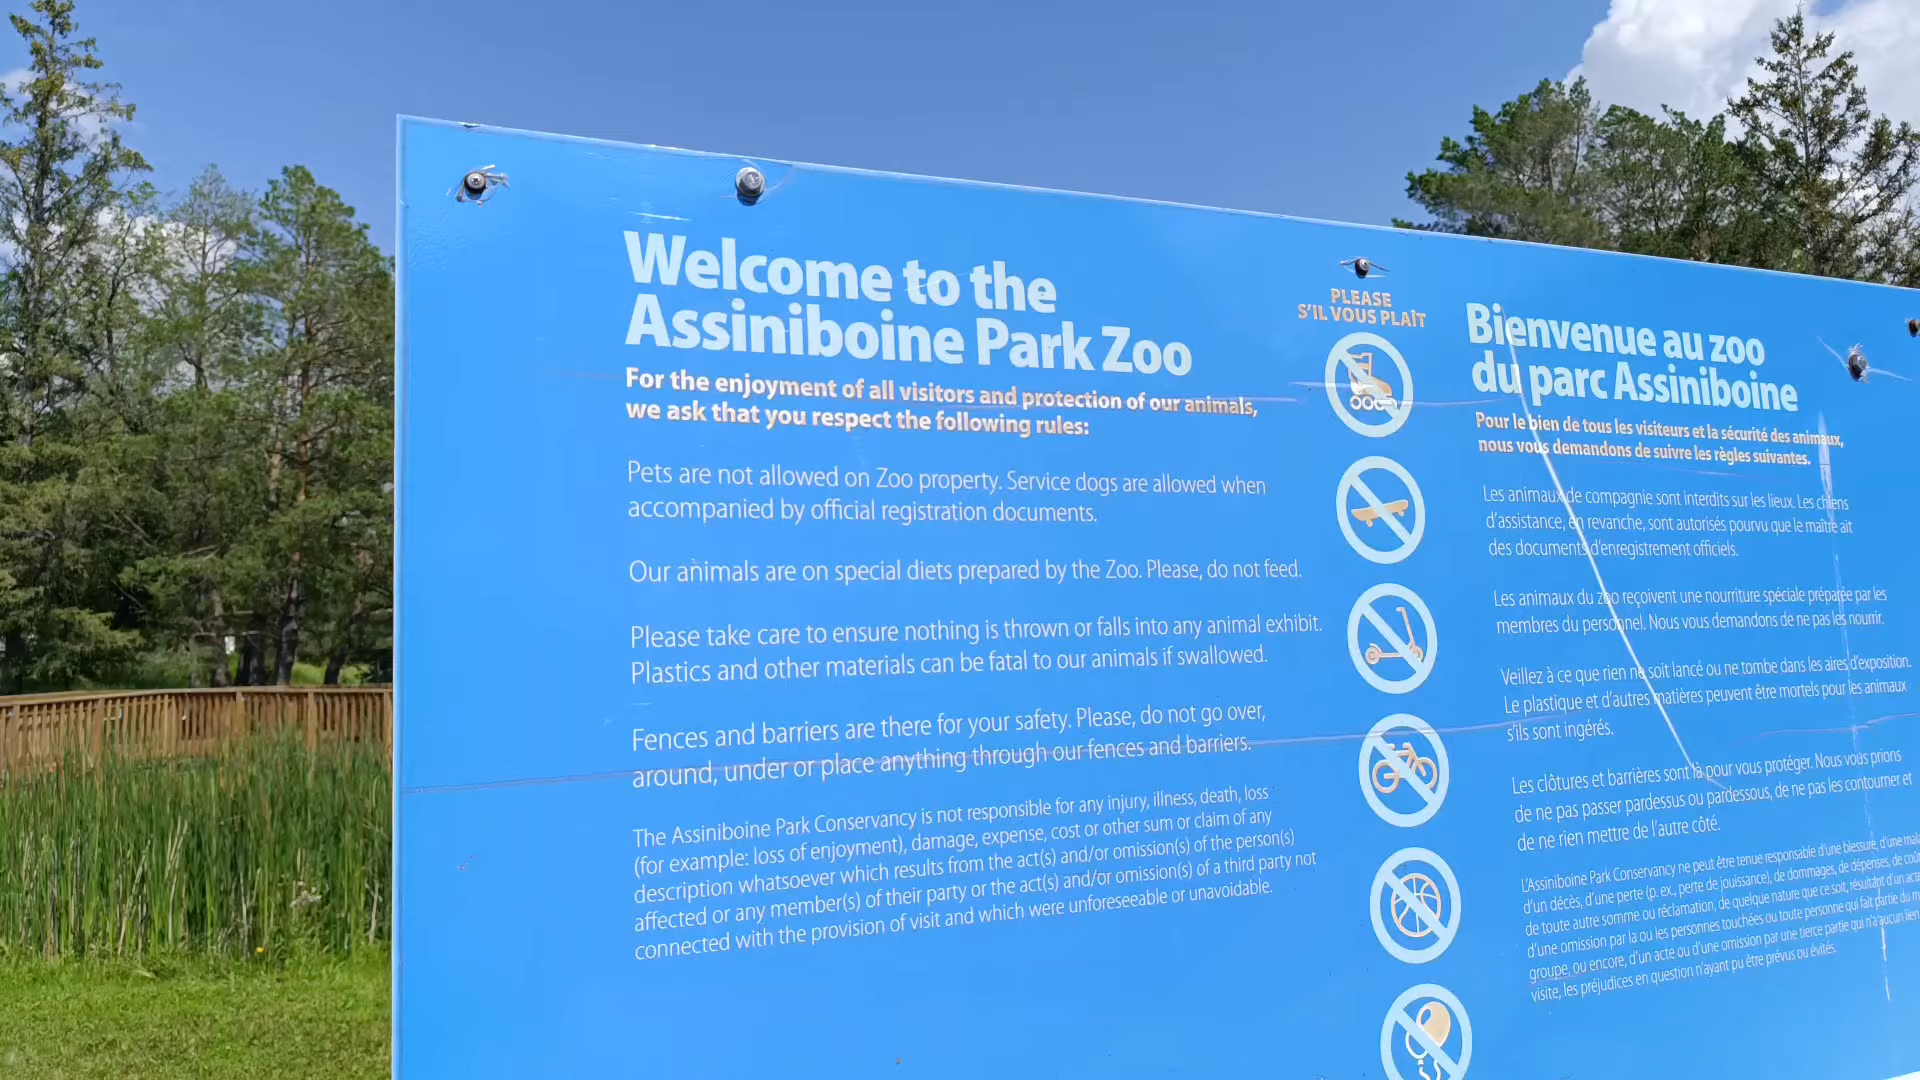 Welcome to the
Assiniboine Park Zoo
For the enjoyment of all visitors and protection of our animals,
we ask that you respect the following rules:
Pets are not allowed on Zoo property. Service dogs are allowed when
accompanied by official registration documents.
Our animals are on special diets prepared by the Zoo. Please, do not feed.
Please take care to ensure nothing is thrown or falls into any animal exhibit.
Plastics and other materials can be fatal to our animals if swallowed.
Fences and barriers are there for your safety. Please, do not go over,
around, under or place anything through our fences and barriers.
The Assiniboine Park Conservancy is not responsible for any injury, illness, death, loss
(for example: loss of enjoyment), damage, expense, cost or other sum or claim of any
description whatsoever which results from the act(s) and/or omission(s) of the person(s)
affected or any member(s) of their party or the act(s) and/or omission(s) of a third party not
connected with the provision of visit and which were unforeseeable or unavoidable.
PLEASE
S'IL VOUS PLAÎT
Bienvenue au zoo
du parc Assiniboine
Pour le bien de tous les visiteurs et la sécurité des animaux,
nous vous demandons de suivre les règles suivantes.
Les animaux de compagnie sont interdits sur les lieux. Les chiens
d'assistance, en revanche, sont autorisés pourvu que le maître ait
des documents d'enregistrement officiels.
Les animaux du zoo reçoivent une nourriture spéciale préparée par les
membres du personnel. Nous vous demandons de ne pas les nourrir.
Veillez à ce que rien ne soit lancé ou ne tombe dans les aires d'exposition.
Le plastique et d'autres matières peuvent être mortels pour les animaux
s'ils sont ingérés.
Les clôtures et barrières sont là pour vous protéger. Nous vous prions
de ne pas passer pardessus ou pardessous, de ne pas les contourner et
de ne rien mettre de l'autre côté.
L'Assiniboine Park Conservancy ne peut être tenue responsable d'une blessure, d'une
d'un décès, d'une perte (p. ex., perte de jouissance), de dommages, de dépenses, de
de toute autre somme ou réclamation, de quelque nature que ce soit, résultant d'un acte
d'une omission par la ou les personnes touchées ou toute personne qui fait partie du
groupe, ou encore, d'un acte ou d'une omission par une tierce partie qui n'a aucun lien
visite, les préjudices en question n'ayant pu être prévus ou évités.